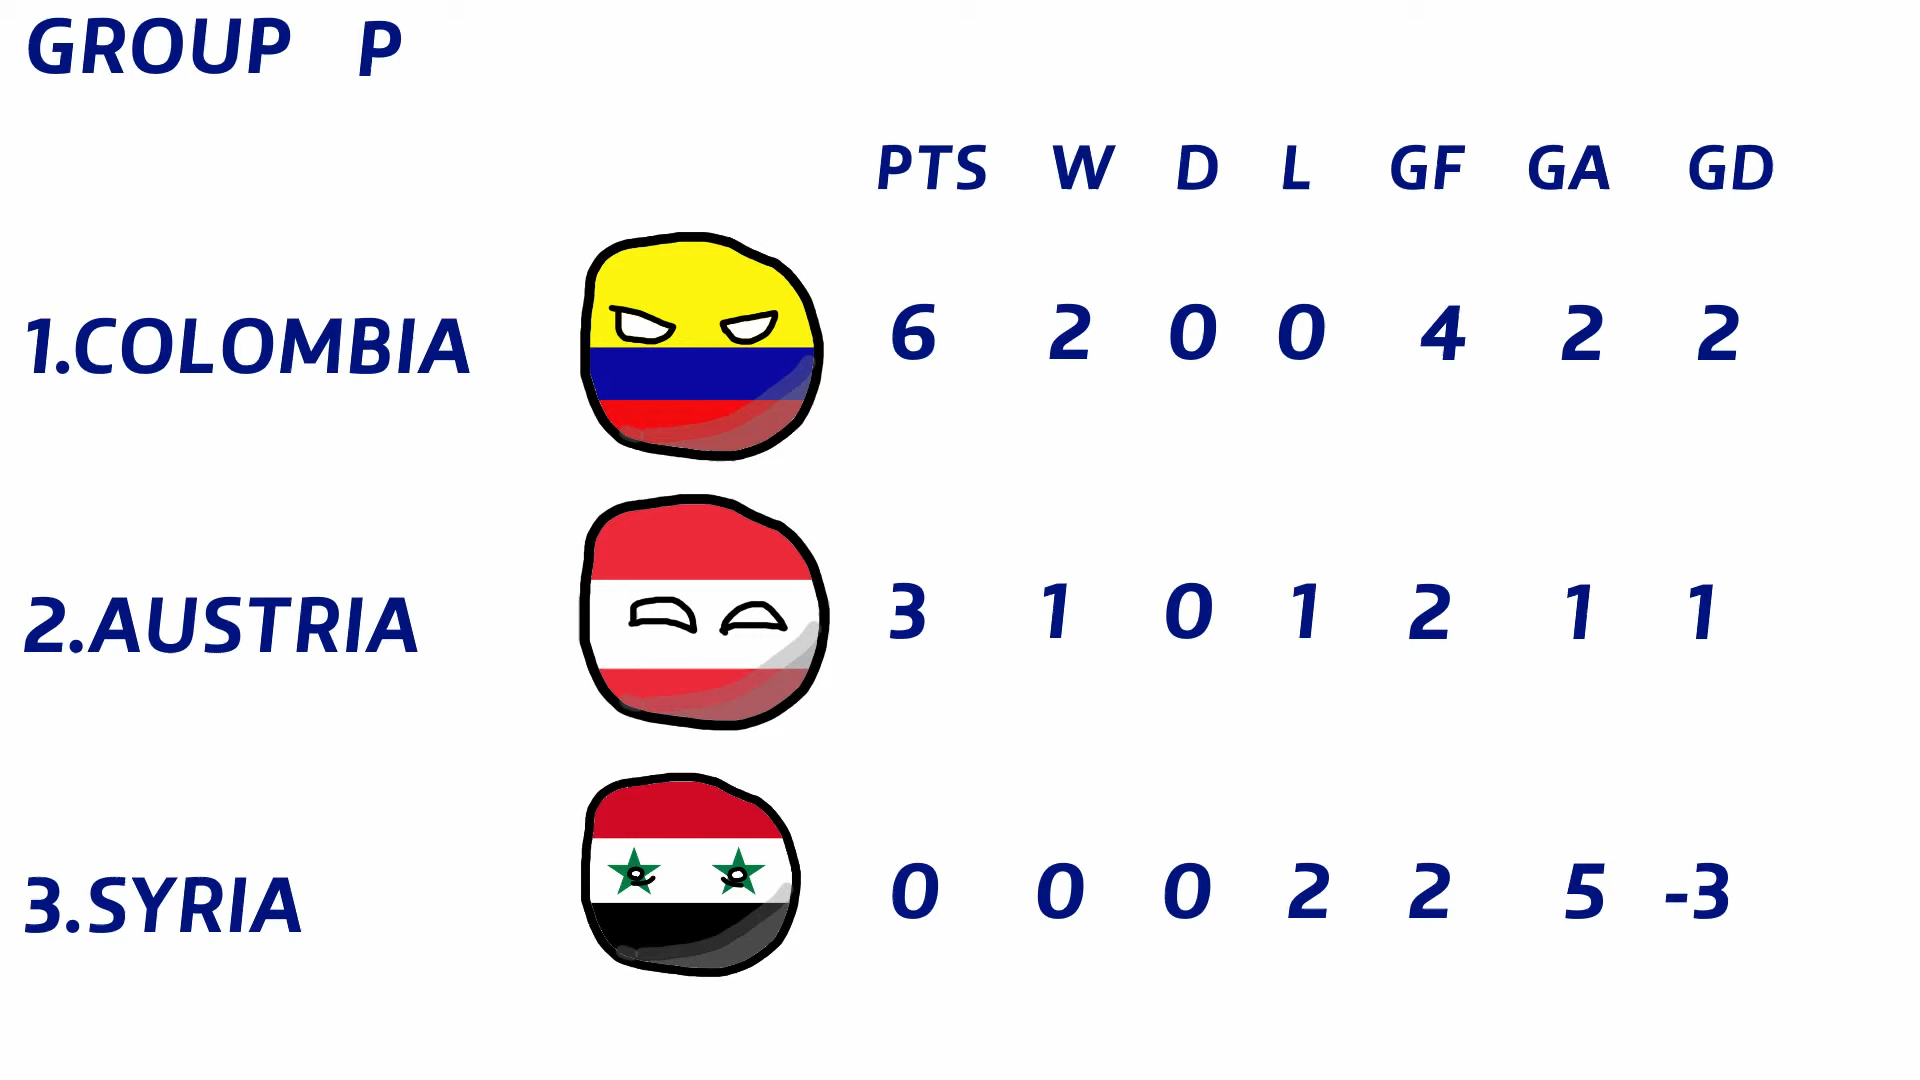 GROUP P
PTS W D L GF GA GD
1.COLOMBIA 6 2 0 0 4 2 2
2.AUSTRIA 3 1 0 1 2 1 1
3.SYRIA 0 0 0 2 2 5 -3